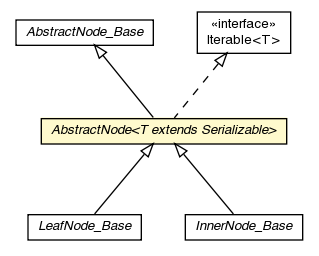 AbstractNode_Base
«interface»
Iterable<T>
AbstractNode<T extends Serializable>
LeafNode_Base
InnerNode_Base